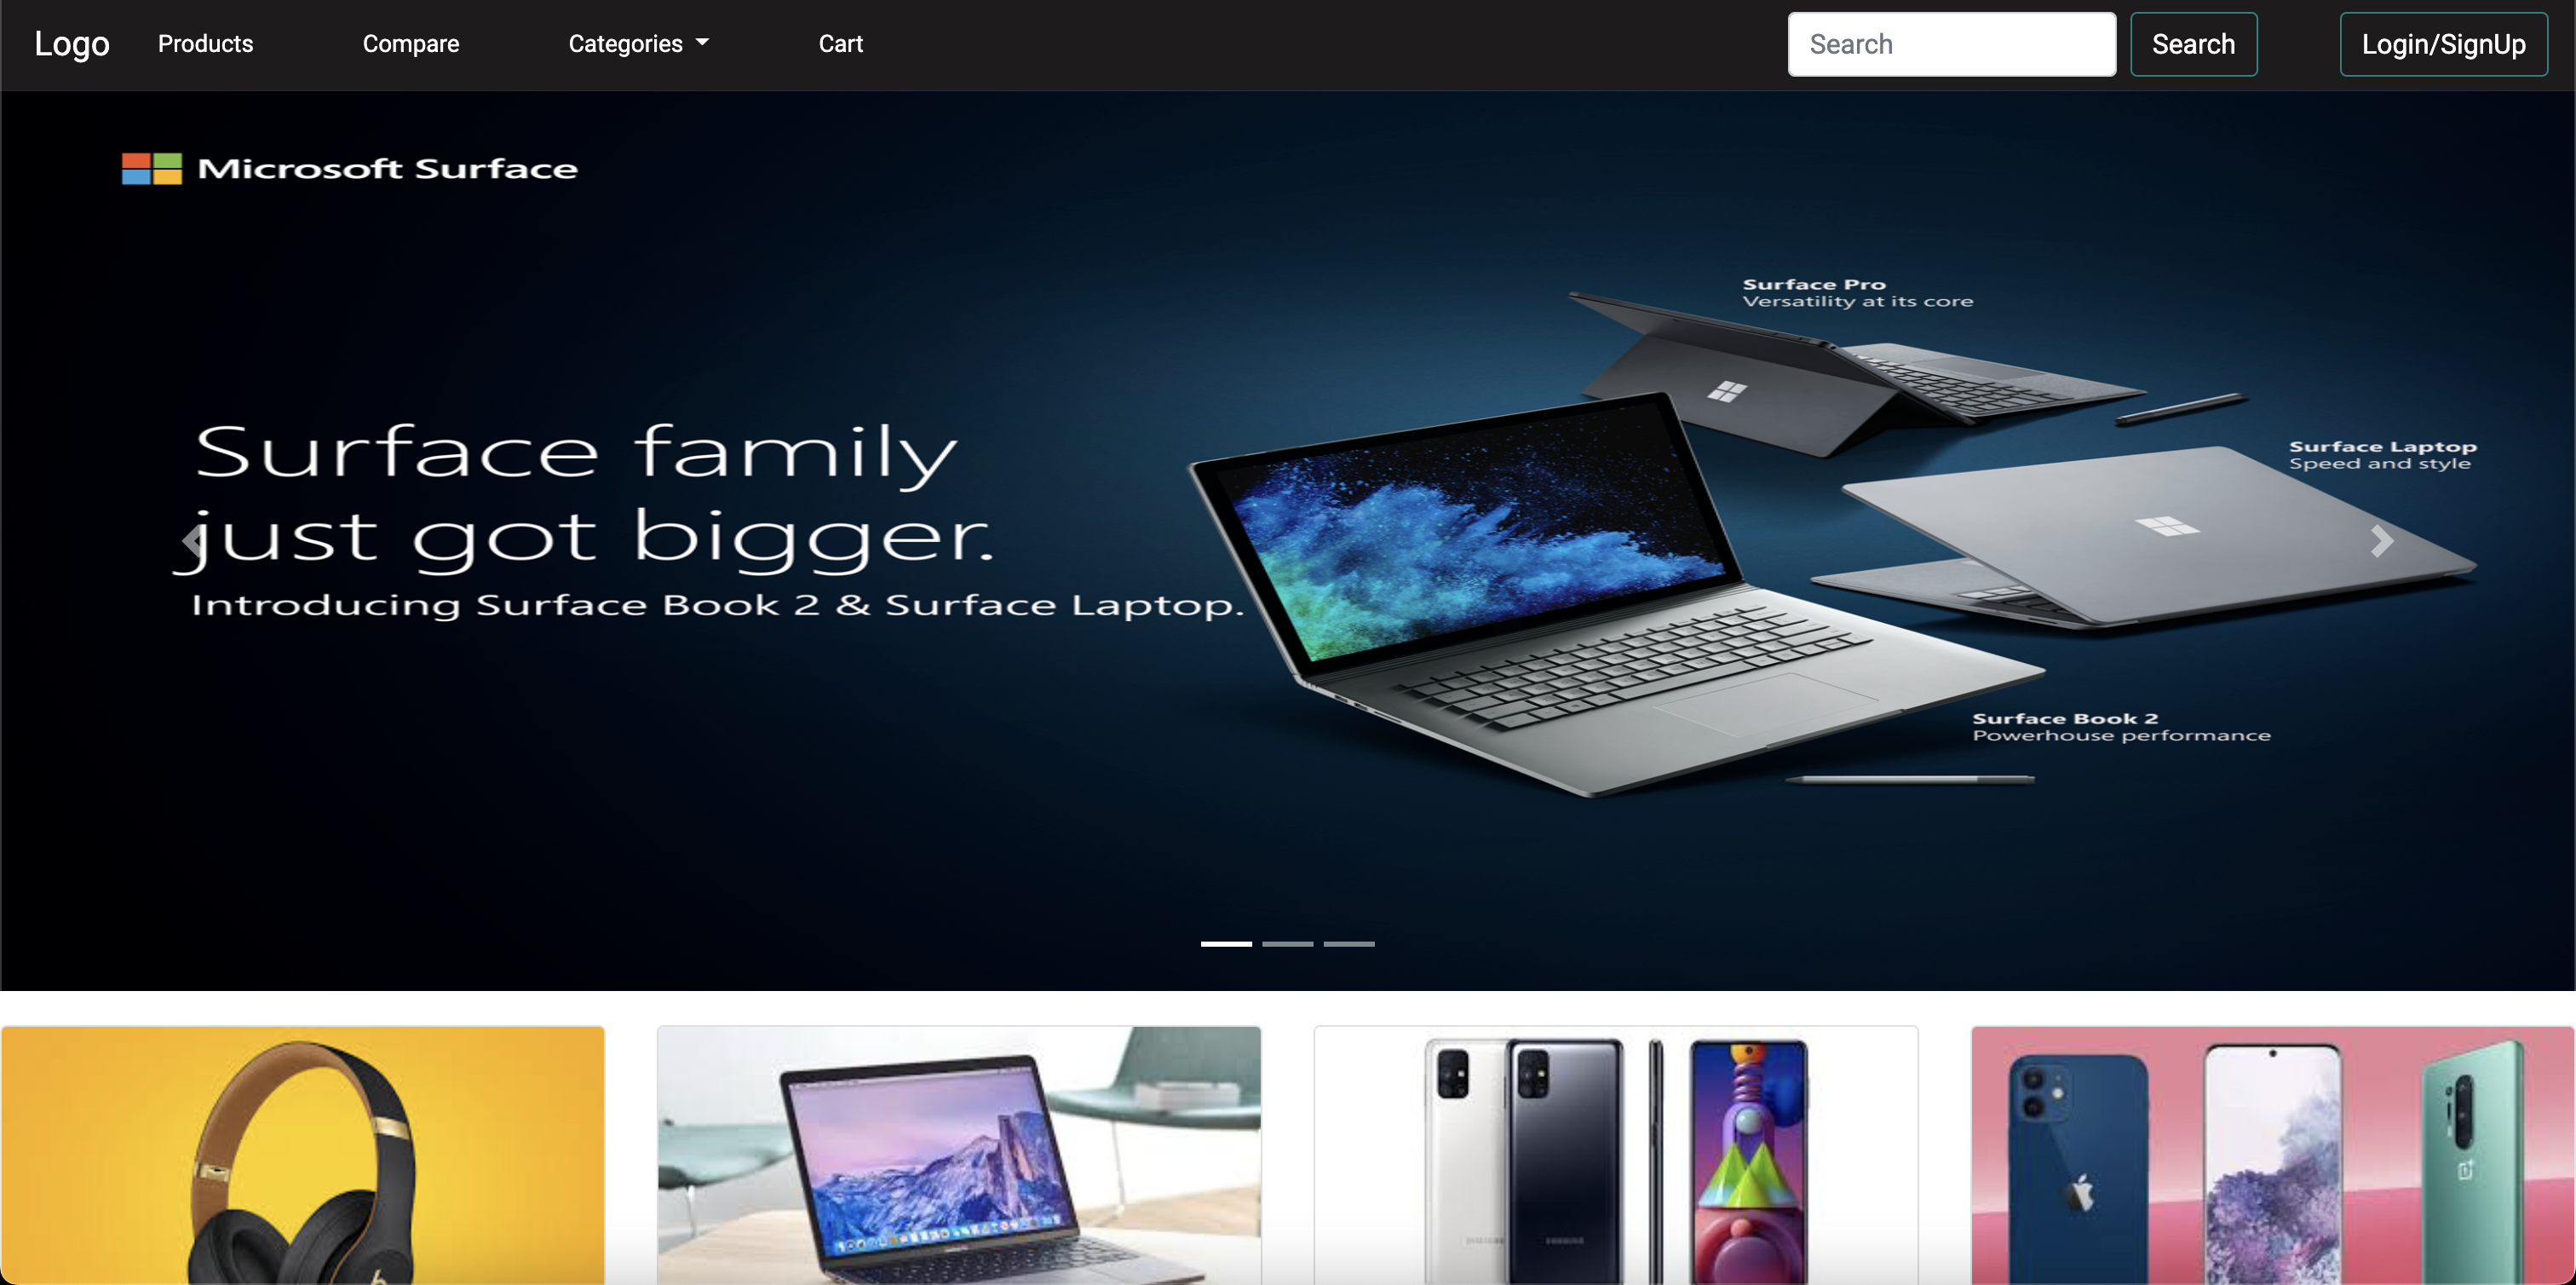 Logo
Products
Compare
Categories
Cart
Search
Search
Login/SignUp
Microsoft Surface
Surface Pro
Versatility at its core
Surface family
just got bigger.
Introducing Surface Book 2 & Surface Laptop.
Surface Laptop
Speed and style
Surface Book 2
Powerhouse performance
SAMSUNG